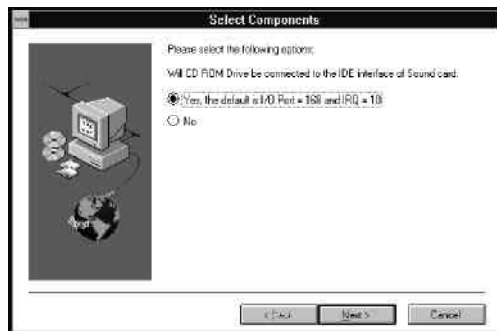 Select Components
Please select the following options:
Will CD ROM Drive be connected to the IDE interface of Sound card.
Yes, the default is I/O Port = 168 and IRQ = 10
No
Next >
Cancel